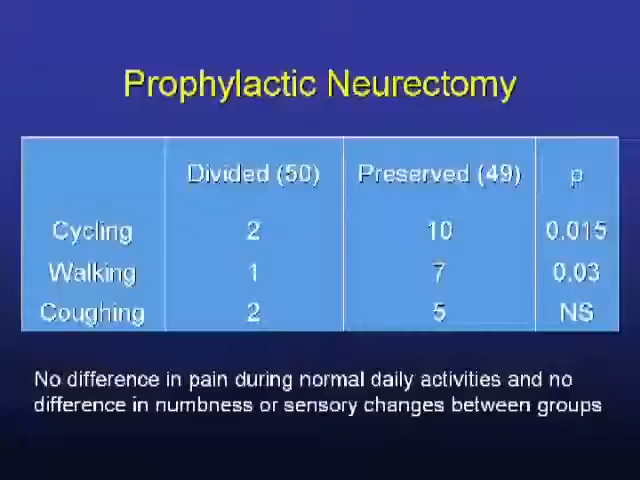 Prophylactic Neurectomy
Divided (50) Preserved (49) p
Cycling 2 10 0.015
Walking 1 7 0.03
Coughing 2 5 NS
No difference in pain during normal daily activities and no
difference in numbness or sensory changes between groups